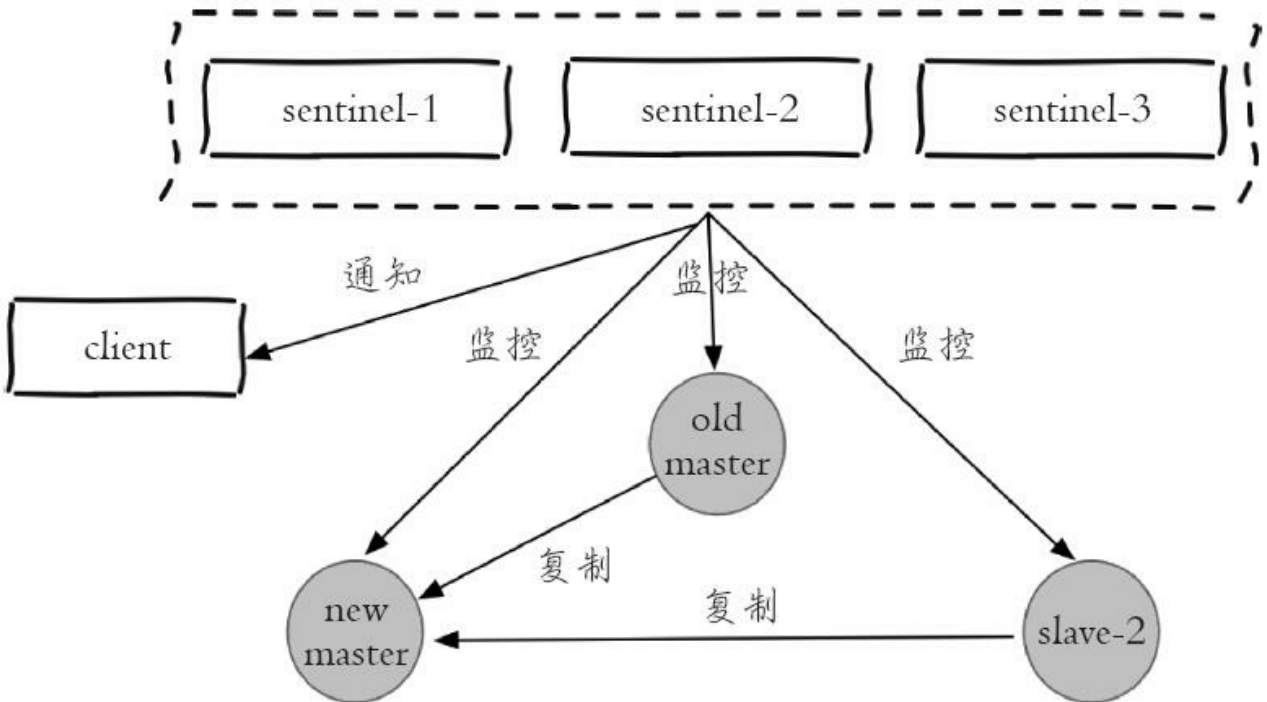 sentinel-1
sentinel-2
sentinel-3
通知
监控
client
监控
监控
old
master
复制
复制
new
master
slave-2